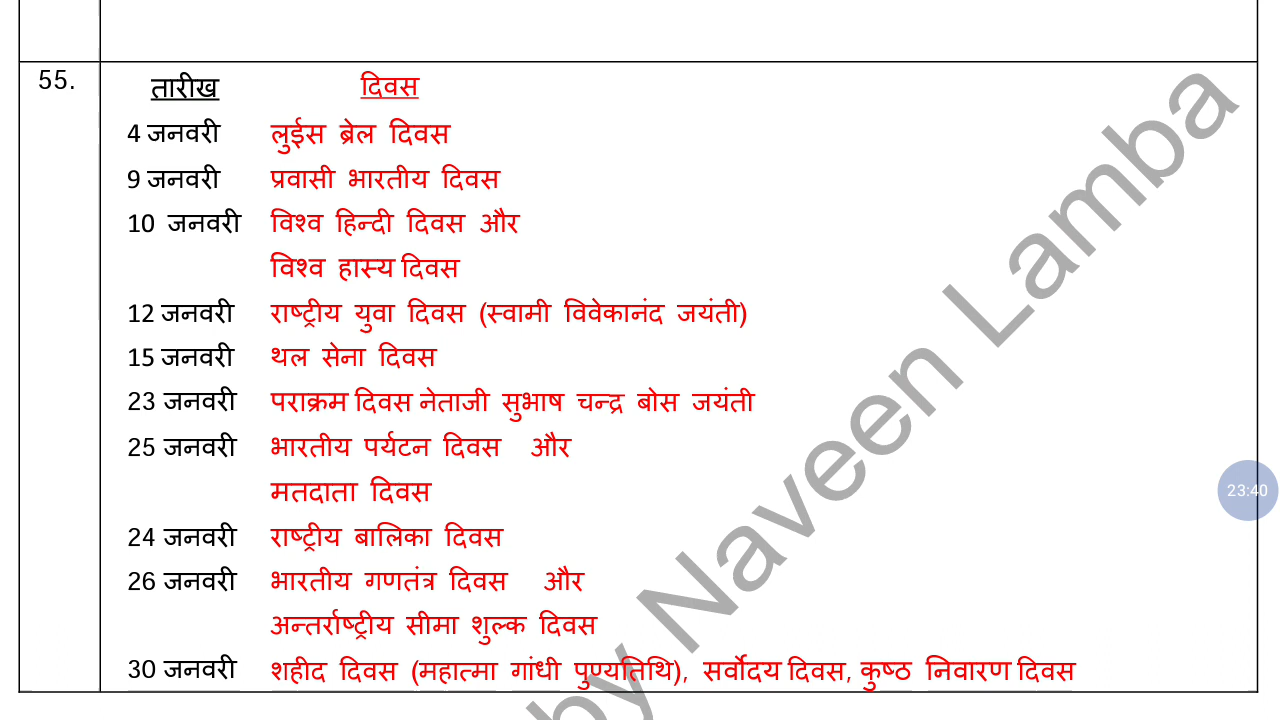 55.
तारीख दिवस
4 जनवरी लुईस ब्रेल दिवस
9 जनवरी प्रवासी भारतीय दिवस
10 जनवरी विश्व हिन्दी दिवस और
विश्व हास्य दिवस
12 जनवरी राष्ट्रीय युवा दिवस (स्वामी विवेकानंद जयंती)
15 जनवरी थल सेना दिवस
23 जनवरी पराक्रम दिवस नेताजी सुभाष चन्द्र बोस जयंती
25 जनवरी भारतीय पर्यटन दिवस और
मतदाता दिवस
24 जनवरी राष्ट्रीय बालिका दिवस
26 जनवरी भारतीय गणतंत्र दिवस और
अन्तर्राष्ट्रीय सीमा शुल्क दिवस
30 जनवरी शहीद दिवस (महात्मा गांधी पुण्यतिथि), सर्वोदय दिवस, कुष्ठ निवारण दिवस
by Naveen Lamba
23:40